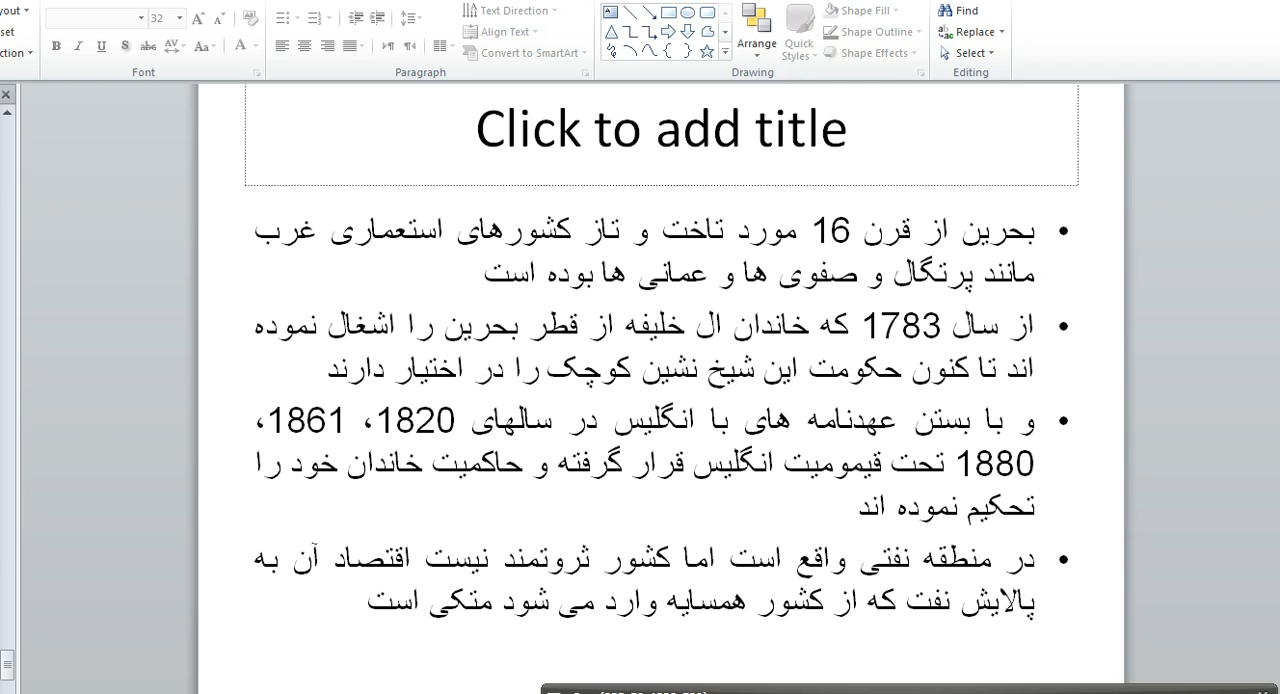 yout
32
Text Direction
Find
set
Align Text
Arrange
Quick Styles
Shape Fill
Shape Outline
Replace
ction
B I U S abc AV Aa A
Convert to SmartArt
Shape Effects
Select
Font
Paragraph
Drawing
Editing
Click to add title
• بحرین از قرن 16 مورد تاخت و تاز کشورهای استعماری غرب
مانند پرتگال و صفوی ها و عمانی ها بوده است
• از سال 1783 که خاندان ال خلیفه از قطر بحرین را اشغال نموده
اند تا کنون حکومت این شیخ نشین کوچک را در اختیار دارند
• و با بستن عهدنامه های با انگلیس در سالهای 1820، 1861،
1880 تحت قیمومیت انگلیس قرار گرفته و حاکمیت خاندان خود را
تحکیم نموده اند
• در منطقه نفتی واقع است اما کشور ثروتمند نیست اقتصاد آن به
پالایش نفت که از کشور همسایه وارد می شود متکی است